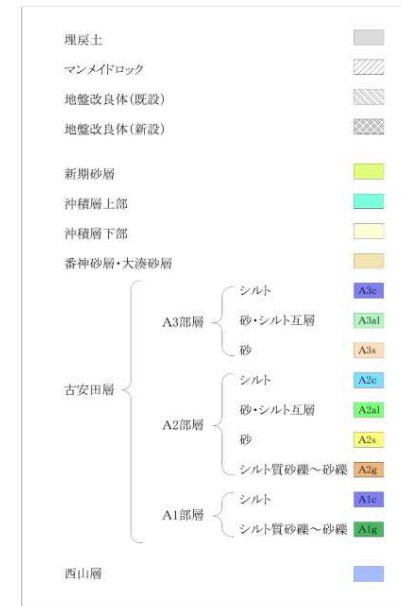 埋戻土
マンメイドロック
地盤改良体(既設)
地盤改良体(新設)
新期砂層
沖積層上部
沖積層下部
番神砂層・大湊砂層
古安田層
A3部層
シルト A3c
砂・シルト互層 A3al
砂 A3s
A2部層
シルト A2c
砂・シルト互層 A2al
砂 A2s
シルト質砂礫～砂礫 A2g
A1部層
シルト A1c
シルト質砂礫～砂礫 A1g
西山層